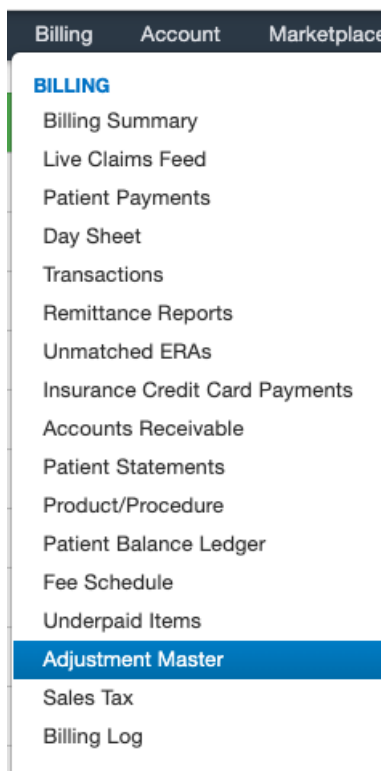 Billing Account Marketplace
BILLING
Billing Summary
Live Claims Feed
Patient Payments
Day Sheet
Transactions
Remittance Reports
Unmatched ERAs
Insurance Credit Card Payments
Accounts Receivable
Patient Statements
Product/Procedure
Patient Balance Ledger
Fee Schedule
Underpaid Items
Adjustment Master
Sales Tax
Billing Log